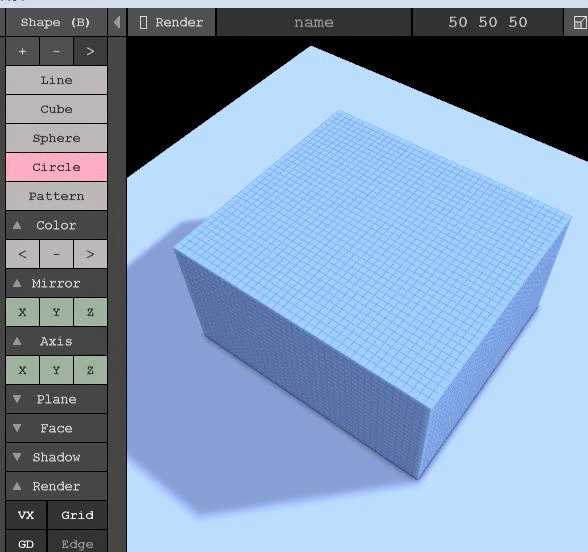 Shape (B) Render name 50 50 50
+ - >
Line
Cube
Sphere
Circle
Pattern
Color
< - >
Mirror
X Y Z
Axis
X Y Z
Plane
Face
Shadow
Render
VX Grid
GD Edge